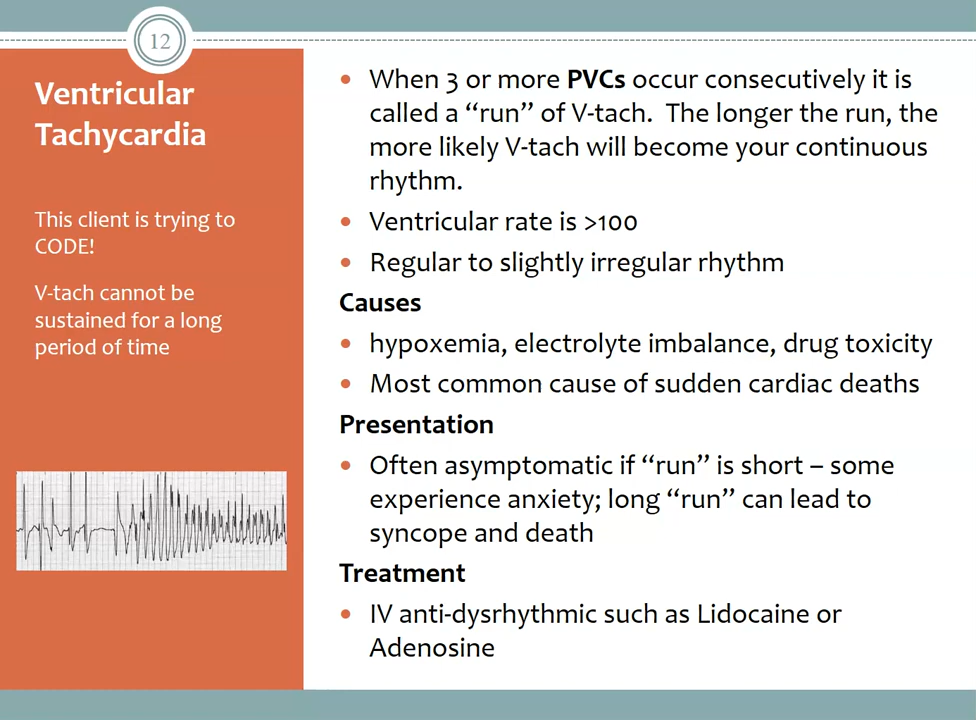 12
Ventricular
Tachycardia
This client is trying to
CODE!
V-tach cannot be
sustained for a long
period of time
• When 3 or more PVCs occur consecutively it is
called a “run” of V-tach.  The longer the run, the
more likely V-tach will become your continuous
rhythm.
• Ventricular rate is >100
• Regular to slightly irregular rhythm
Causes
• hypoxemia, electrolyte imbalance, drug toxicity
• Most common cause of sudden cardiac deaths
Presentation
• Often asymptomatic if “run” is short – some
experience anxiety; long “run” can lead to
syncope and death
Treatment
• IV anti-dysrhythmic such as Lidocaine or
Adenosine